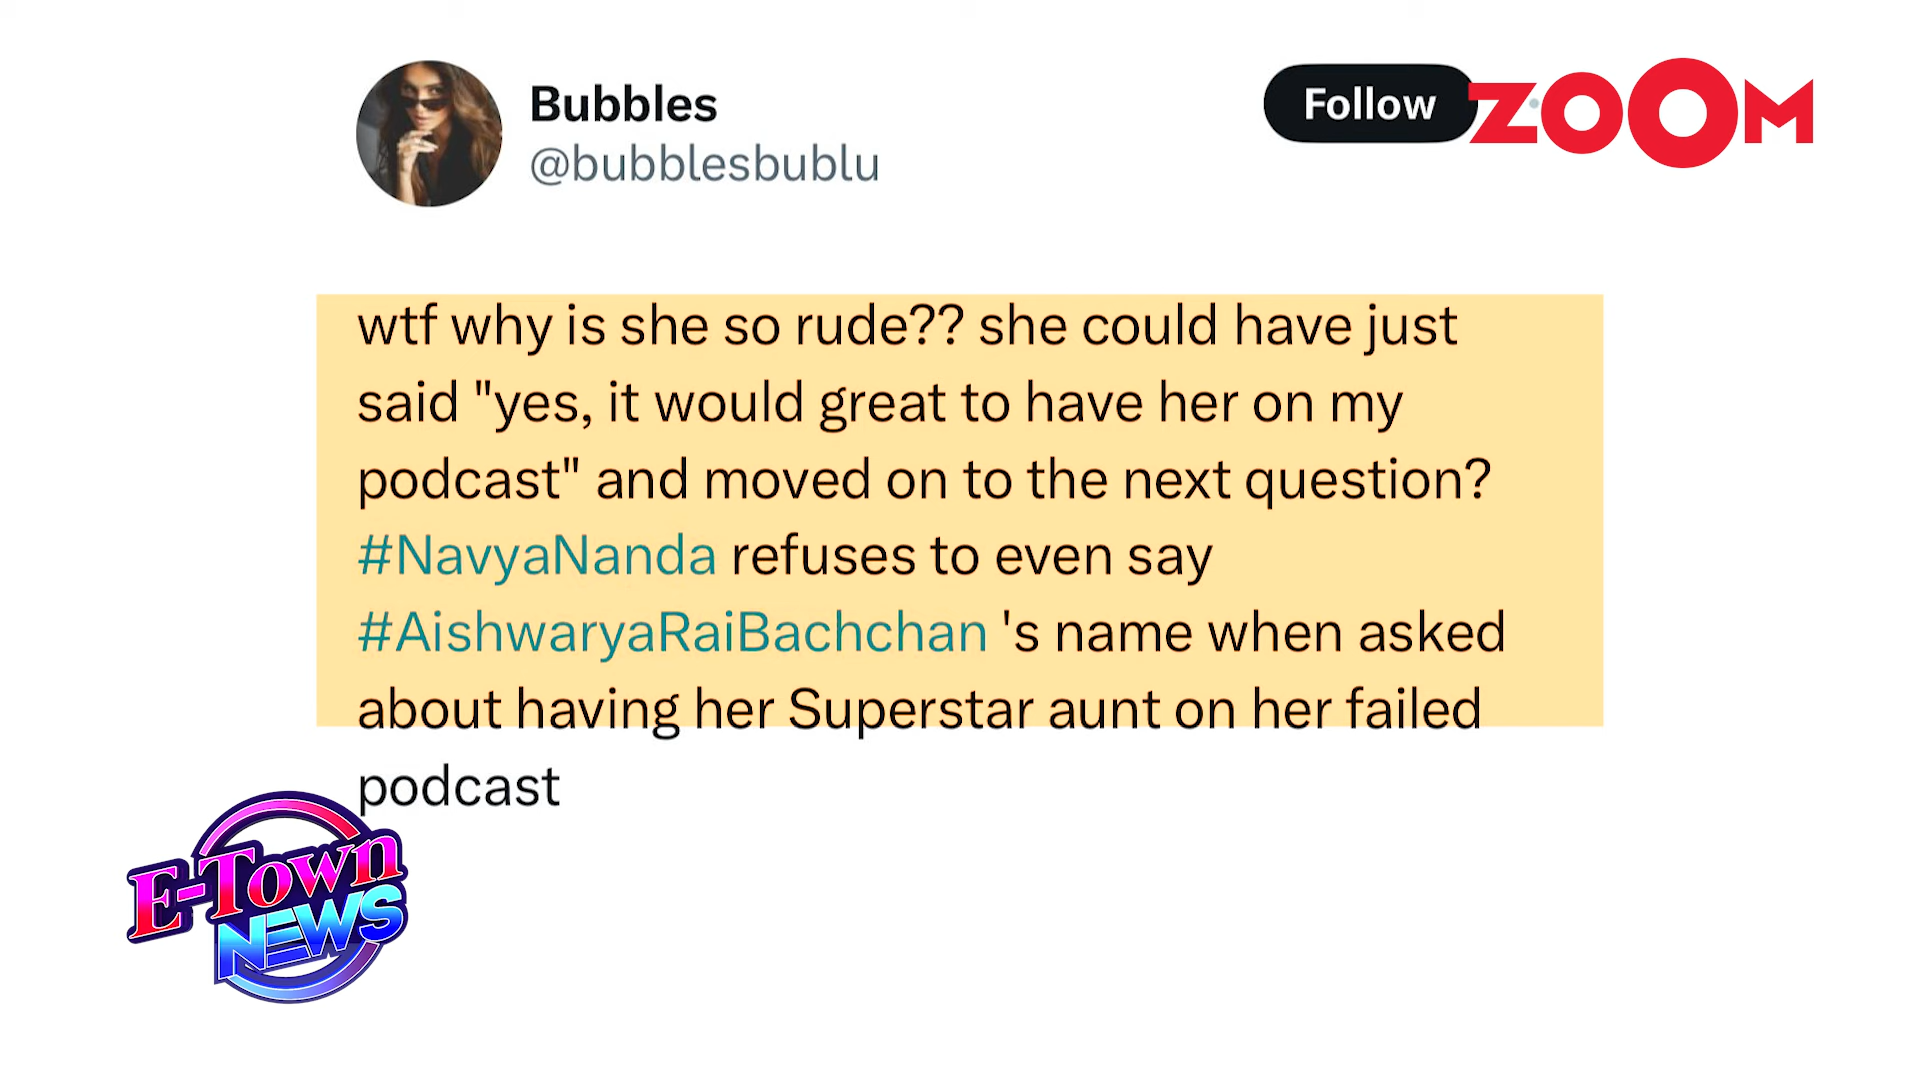 Bubbles
@bubblesbublu
Follow
ZOOM
wtf why is she so rude?? she could have just
said "yes, it would great to have her on my
podcast" and moved on to the next question?
#NavyaNanda refuses to even say
#AishwaryaRaiBachchan 's name when asked
about having her Superstar aunt on her failed
podcast
E-Town
NEWS